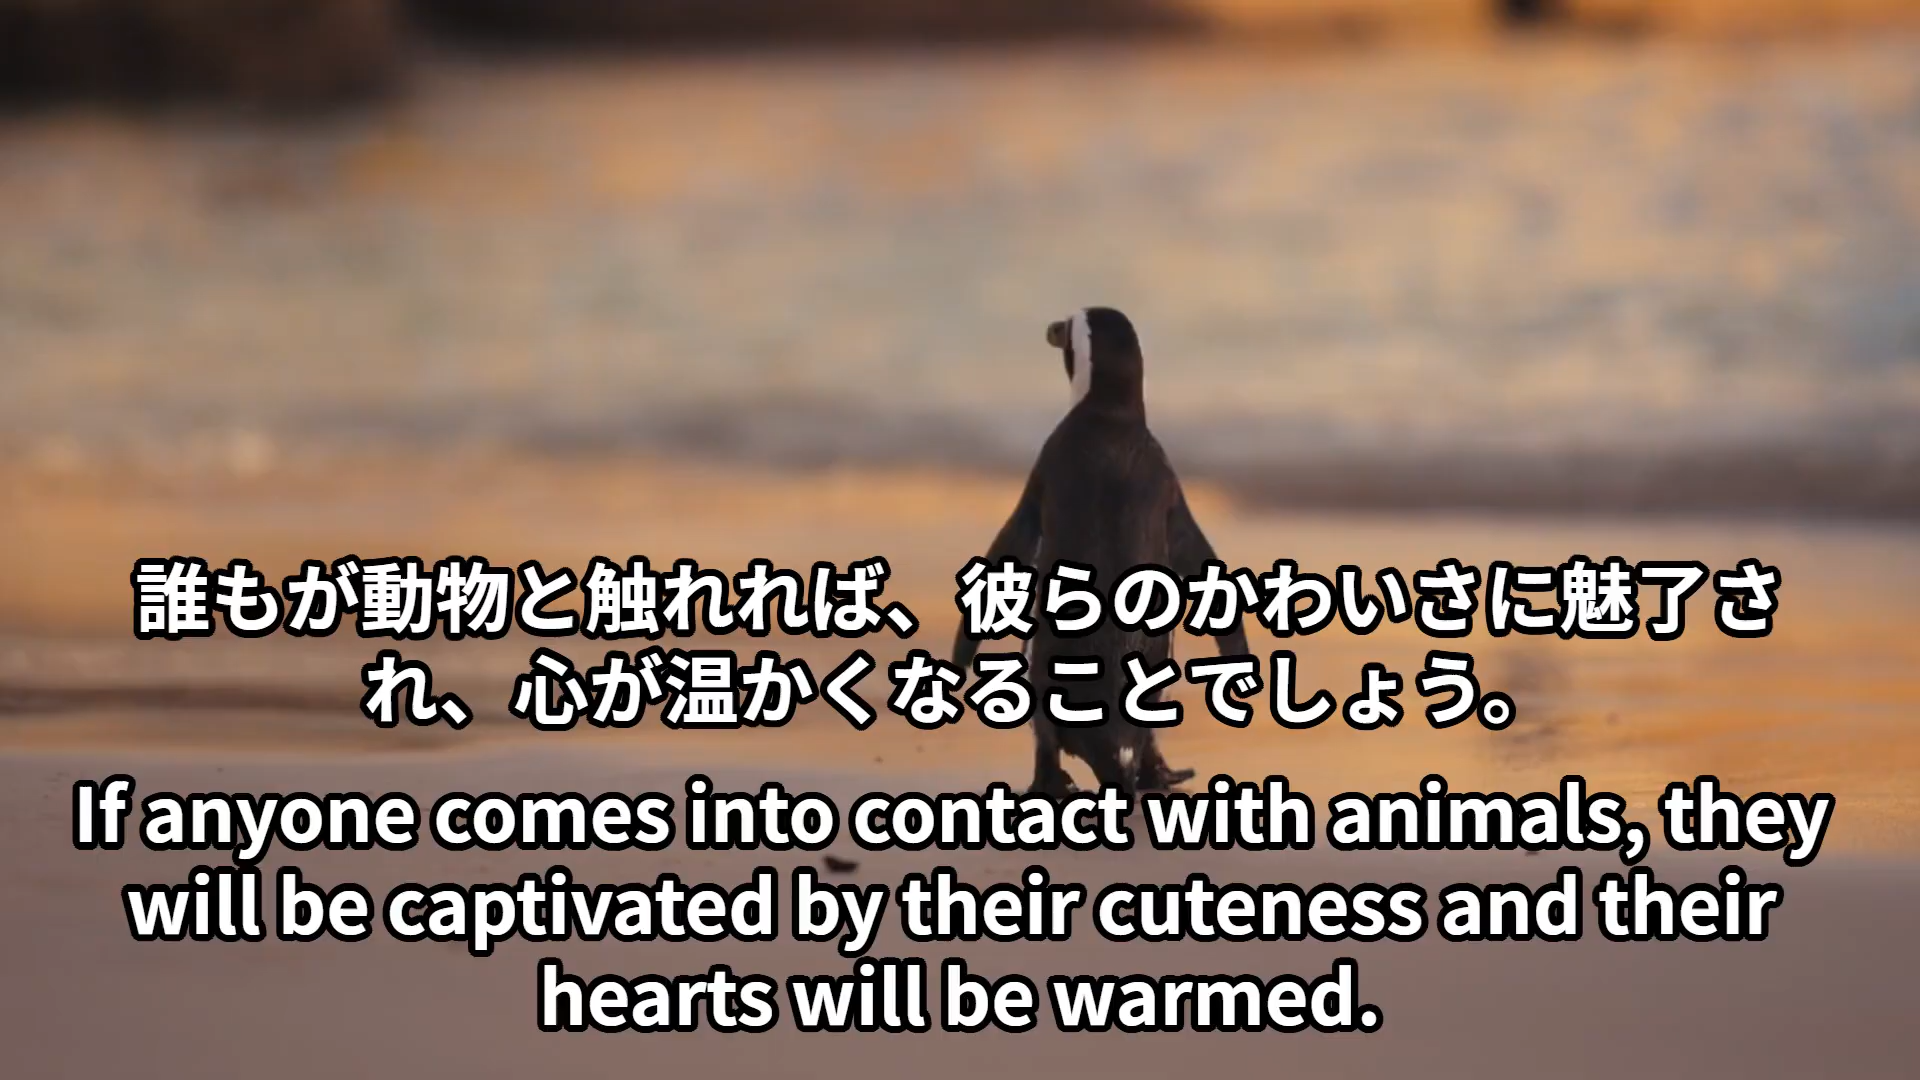 誰もが動物と触れれば、彼らのかわいさに魅了さ
れ、心が温かくなることでしょう。
If anyone comes into contact with animals, they
will be captivated by their cuteness and their
hearts will be warmed.